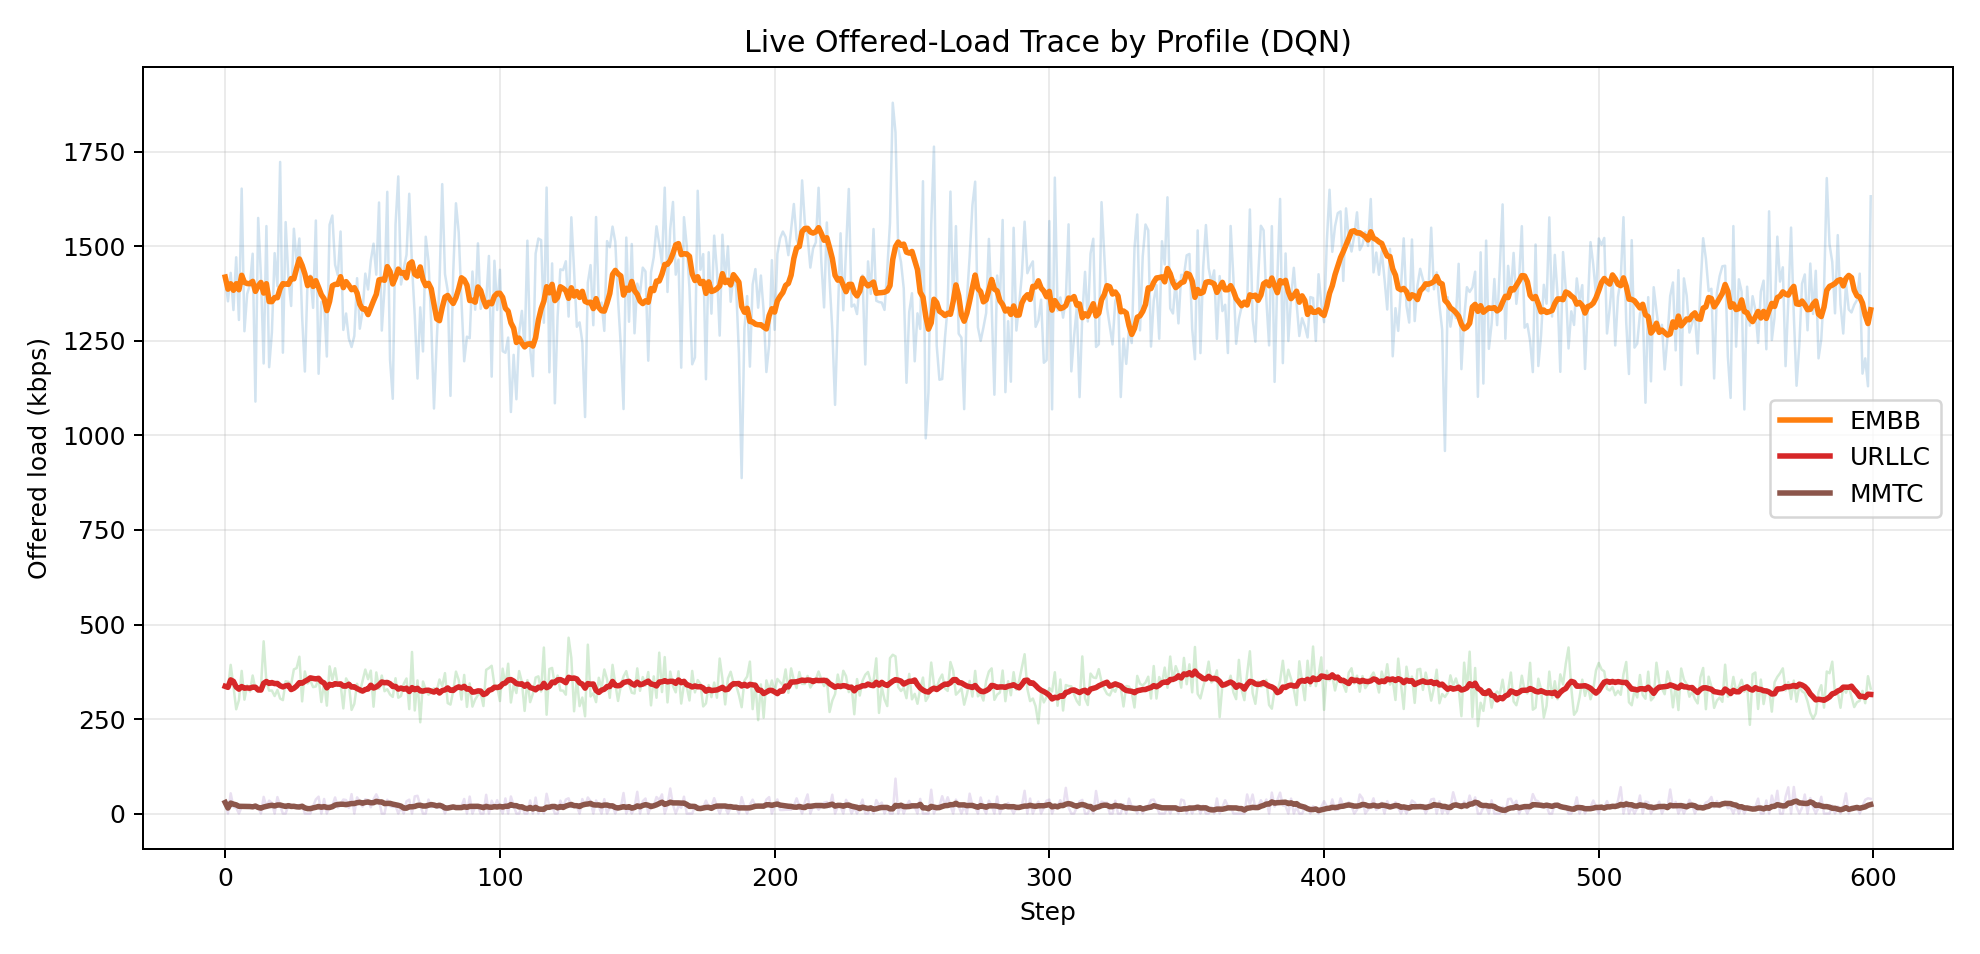 Live Offered-Load Trace by Profile (DQN)
Offered load (kbps)
1750
1500
1250
1000
750
500
250
0
EMBB
URLLC
MMTC
0 100 200 300 400 500 600
Step